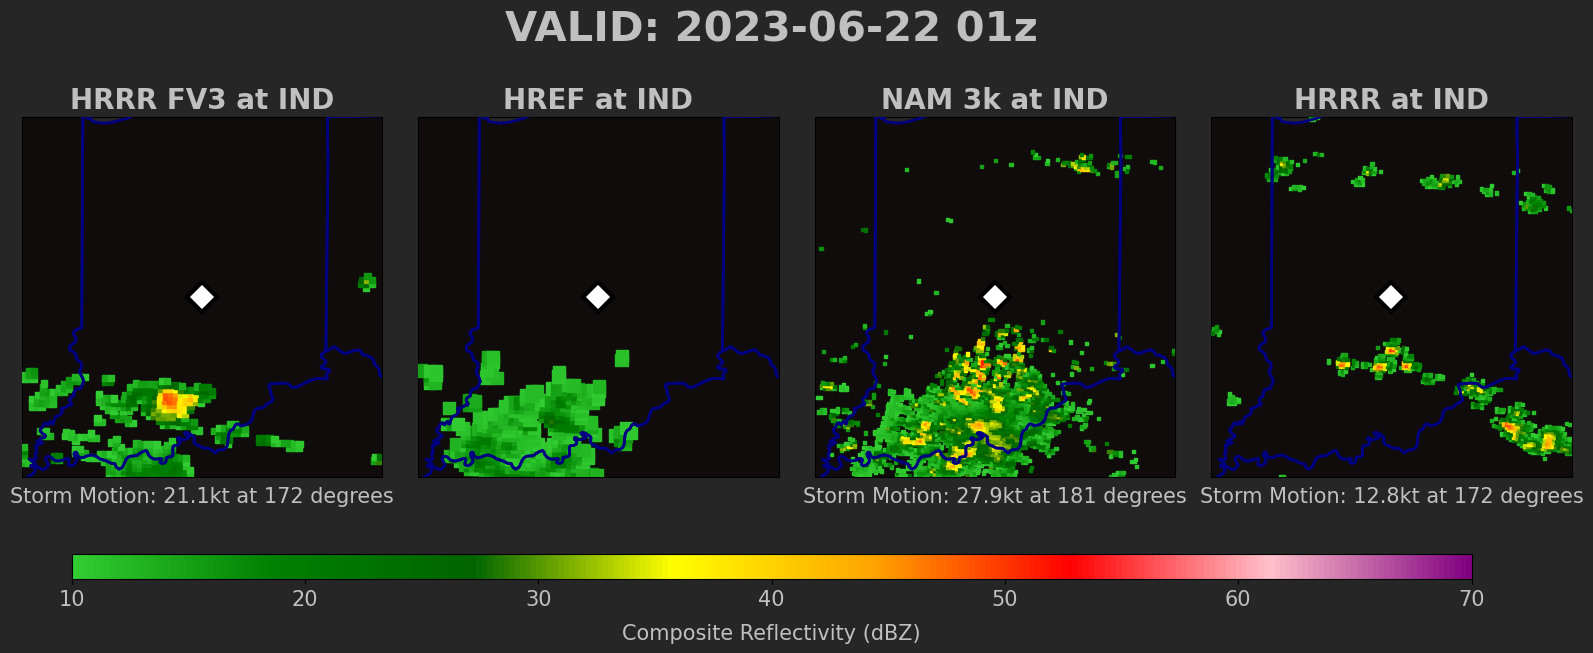 VALID: 2023-06-22 01z
HRRR FV3 at IND
HREF at IND
NAM 3k at IND
HRRR at IND
Storm Motion: 21.1kt at 172 degrees
Storm Motion: 27.9kt at 181 degrees
Storm Motion: 12.8kt at 172 degrees
10 20 30 40 50 60 70
Composite Reflectivity (dBZ)